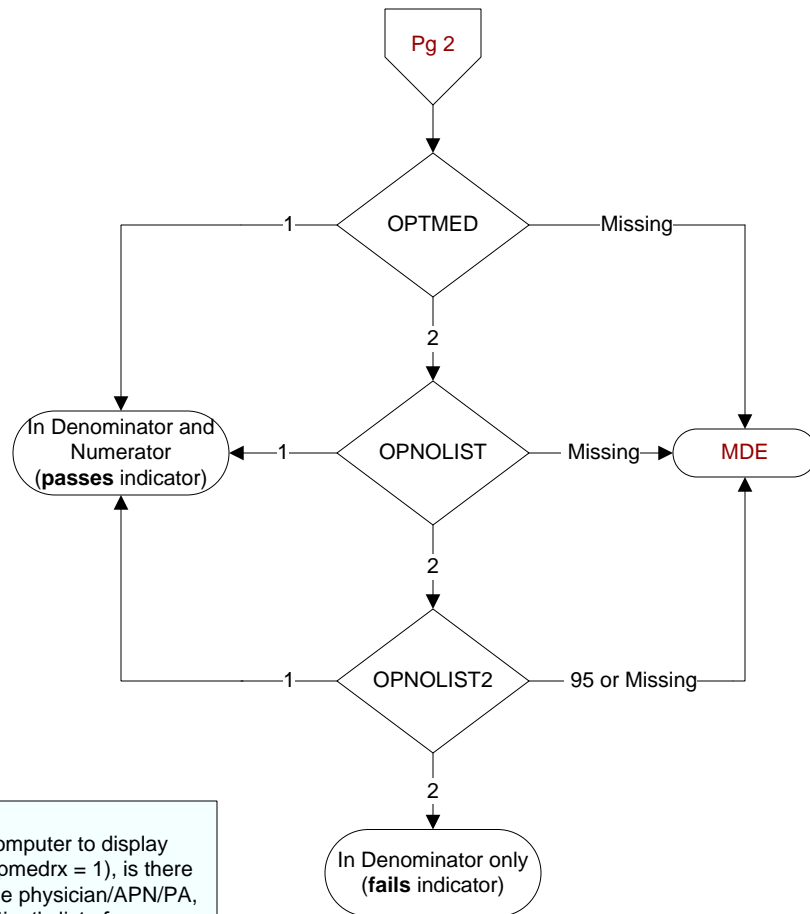 Pg 2
OPTMED
1
Missing
2
In Denominator and
Numerator
(passes indicator)
1
OPNOLIST
Missing
MDE
2
1
OPNOLIST2
95 or Missing
2
In Denominator only
(fails indicator)
omputer to display
omedrx = 1), is there
e physician/APN/PA,